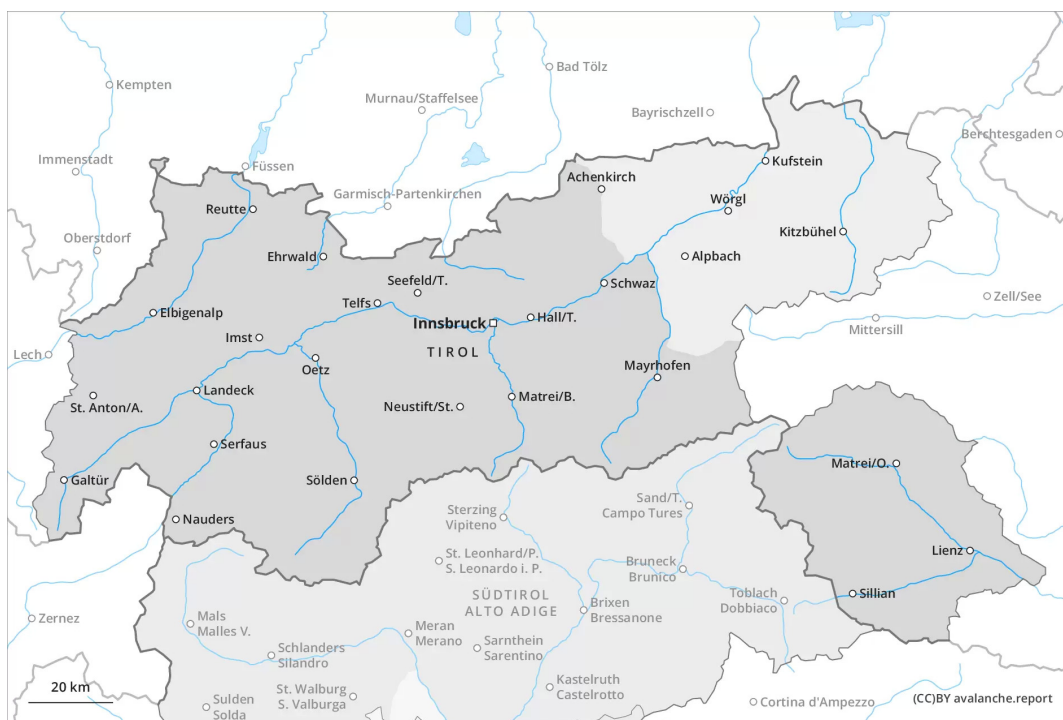 Kempten
Bad Tölz
Murnau/Staffelsee
Bayrischzell
Berchtesgaden
Immenstadt
Füssen
Kufstein
Achenkirch
Garmisch-Partenkirchen
Reutte
Wörgl
Oberstdorf
Kitzbühel
Ehrwald
Alpbach
Seefeld/T.
Schwaz
Zell/See
Telfs
Elbigenalp
Hall/T.
Innsbruck
Mittersill
Imst
TIROL
Lech
Oetz
Mayrhofen
Landeck
Matrei/B.
St. Anton/A.
Neustift/St.
Serfaus
Matrei/O.
Galtür
Sölden
Sand/T.
Campo Tures
Sterzing
Vipiteno
Nauders
Lienz
St. Leonhard/P.
S. Leonardo i. P.
Bruneck
Brunico
SÜDTIROL
ALTO ADIGE
Toblach
Dobbiaco
Sillian
Brixen
Bressanone
Zernez
Mals
Malles V.
Meran
Merano
Sarnthein
Sarentino
Schlanders
Silandro
Kastelruth
Castelrotto
20 km
St. Walburg
S. Valburga
Sulden
Solda
Cortina d'Ampezzo
(CC)BY avalanche.report